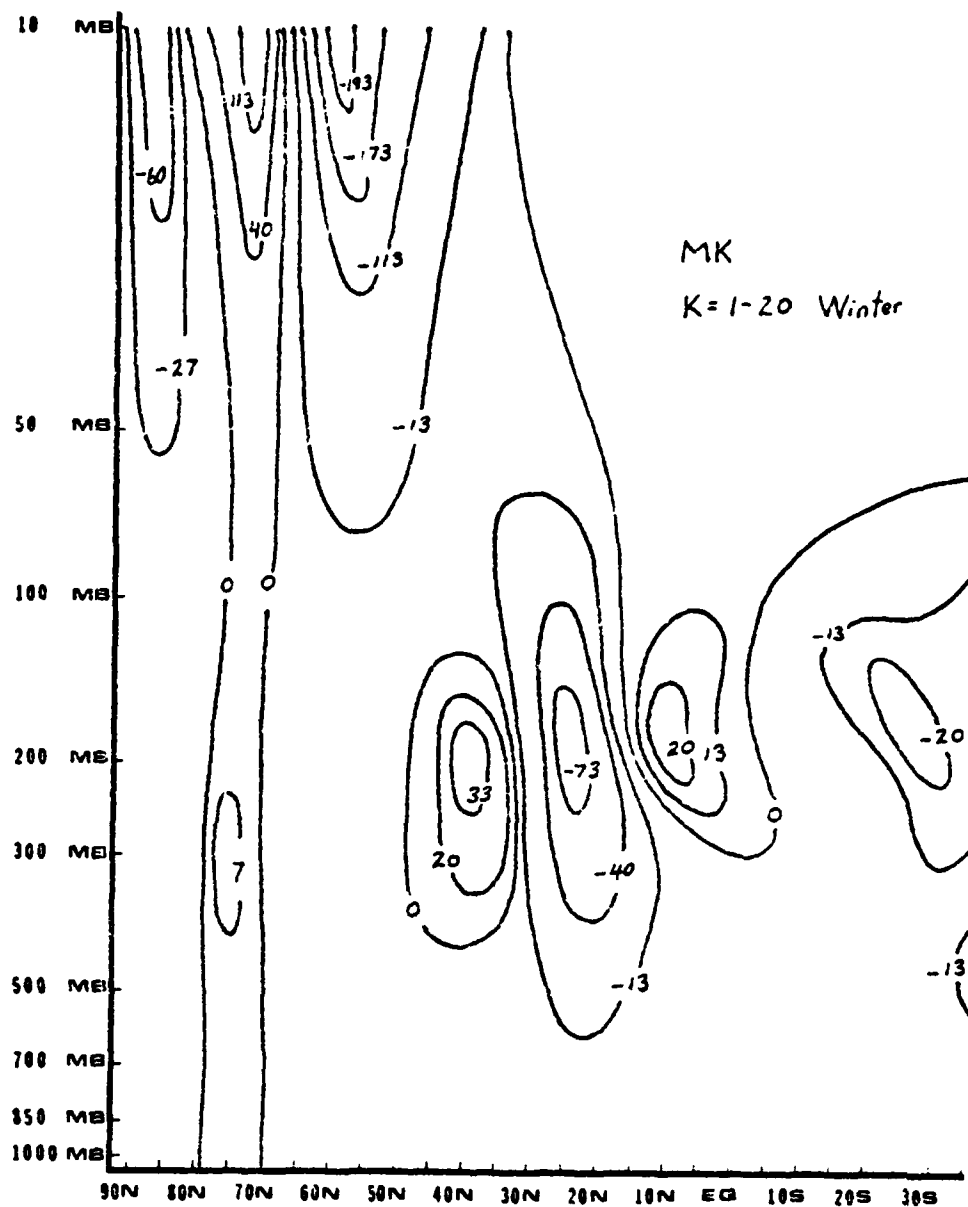 10 MB
-193
113
-173
-60
40
-113
MK
K=1-20 Winter
-27
50 MB
-13
0 0
100 MB
-13
-20
20 13
200 MB
-73
33
0
300 MB
20
7
-40
0
-13
500 MB
-13
700 MB
850 MB
1000 MB
90N 80N 70N 60N 50N 40N 30N 20N 10N EQ 10S 20S 30S